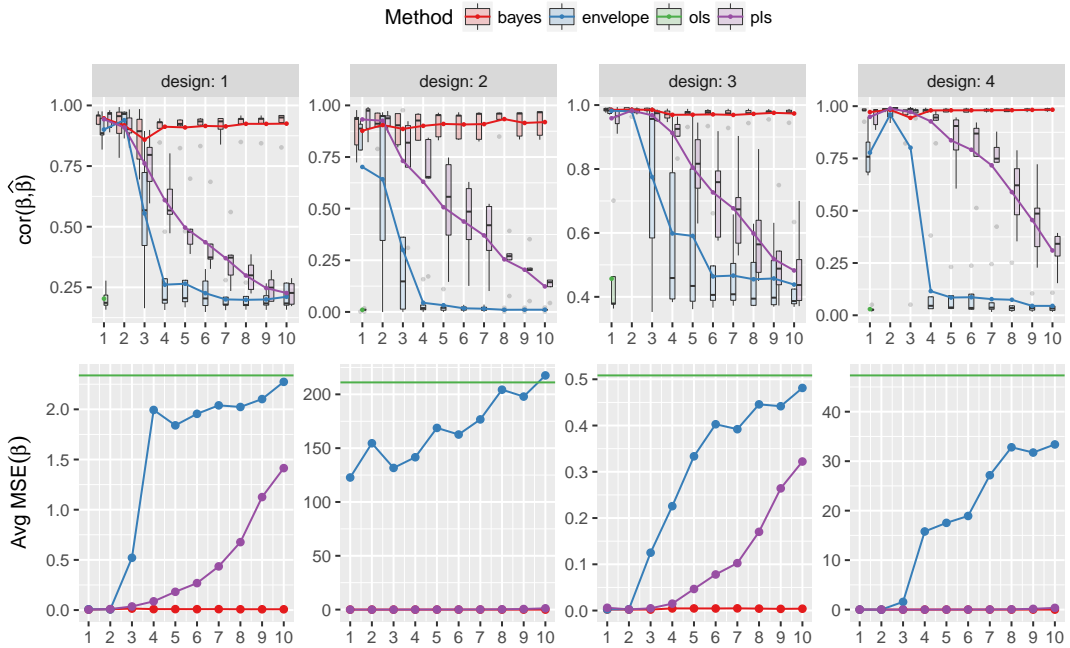 Method bayes envelope ols pls
design: 1 design: 2 design: 3 design: 4
cor(β,β̂)
1.00 0.75 0.50 0.25
1.00 0.75 0.50 0.25 0.00
1.0 0.8 0.6 0.4
1.00 0.75 0.50 0.25 0.00
1 2 3 4 5 6 7 8 9 10
1 2 3 4 5 6 7 8 9 10
1 2 3 4 5 6 7 8 9 10
1 2 3 4 5 6 7 8 9 10
Avg MSE(β̂)
2.0 1.5 1.0 0.5 0.0
200 150 100 50 0
0.5 0.4 0.3 0.2 0.1 0.0
40 30 20 10 0
1 2 3 4 5 6 7 8 9 10
1 2 3 4 5 6 7 8 9 10
1 2 3 4 5 6 7 8 9 10
1 2 3 4 5 6 7 8 9 10